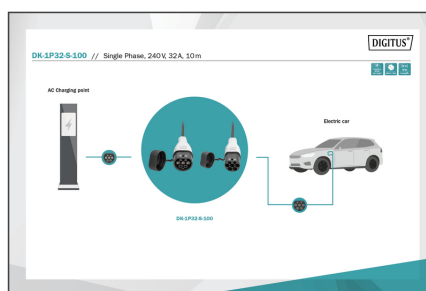 DIGITUS®
DK-1P32-S-100 // Single Phase, 240V, 32A, 10m
AC Charging point
Electric car
DK-1P32-S-100